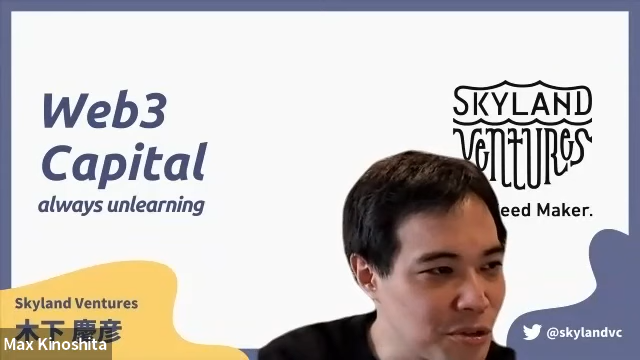 Web3
Capital
always unlearning
SKYLAND
VENTURES
eed Maker.
Skyland Ventures
木下 慶彦
Max Kinoshita
@skylandvc